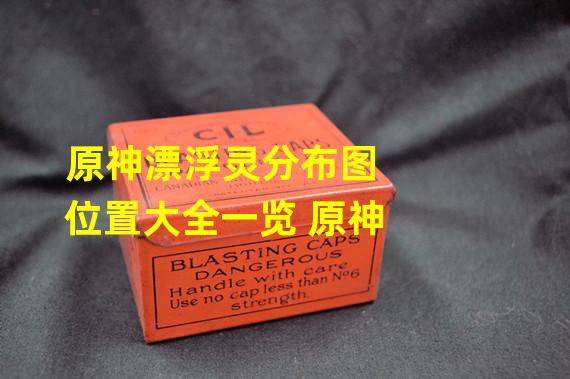 CIL
原神漂浮灵分布图
CANADIAN
位置大全一览 原神
BLASTING CAPS
DANGEROUS
Handle with care
Use no cap less than No6
strength.